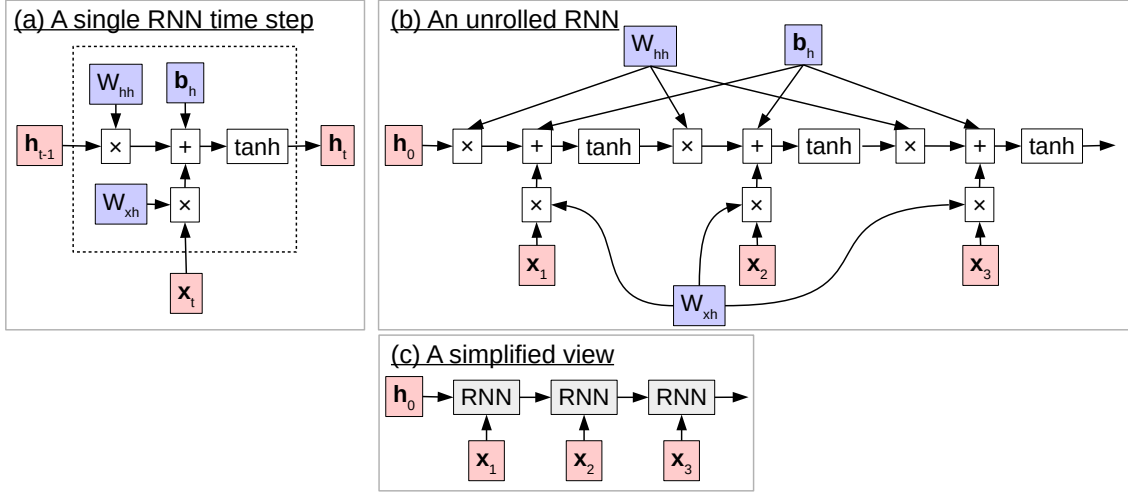 (a) A single RNN time step
W_hh b_h
h_t-1 × + tanh h_t
W_xh ×
x_t
(b) An unrolled RNN
W_hh b_h
h_0 × + tanh × + tanh × + tanh
× × ×
x_1 x_2 x_3
W_xh
(c) A simplified view
h_0 RNN RNN RNN
x_1 x_2 x_3